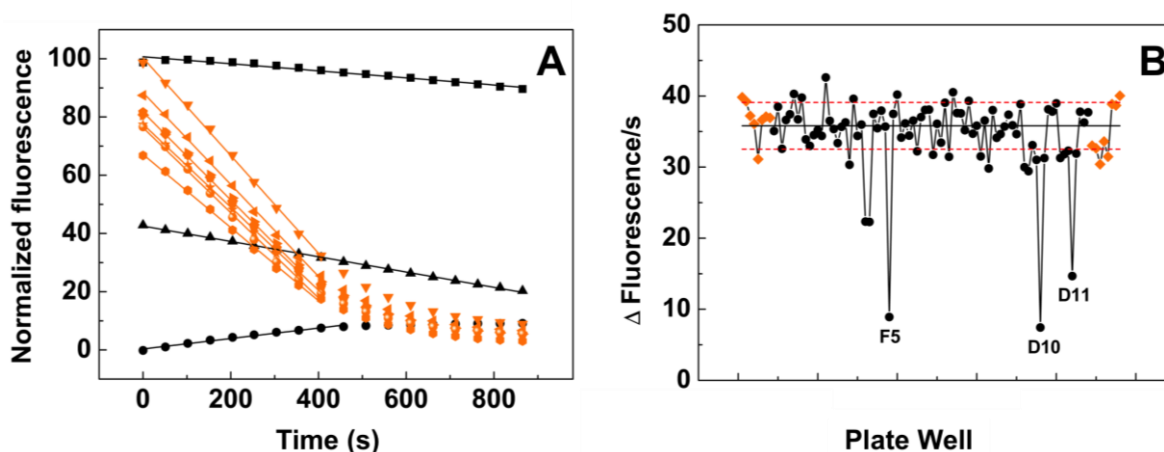 A
Normalized fluorescence
100
80
60
40
20
0
0 200 400 600 800
Time (s)
B
Δ Fluorescence/s
50
40
30
20
10
0
F5
D10
D11
Plate Well